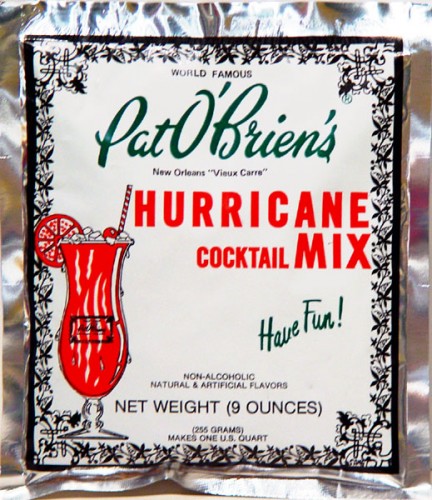 WORLD FAMOUS
Pat O'Brien's ®
New Orleans "Vieux Carre"
HURRICANE
COCKTAIL MIX
Have Fun!
NON-ALCOHOLIC
NATURAL & ARTIFICIAL FLAVORS
NET WEIGHT (9 OUNCES)
(255 GRAMS)
MAKES ONE U.S. QUART